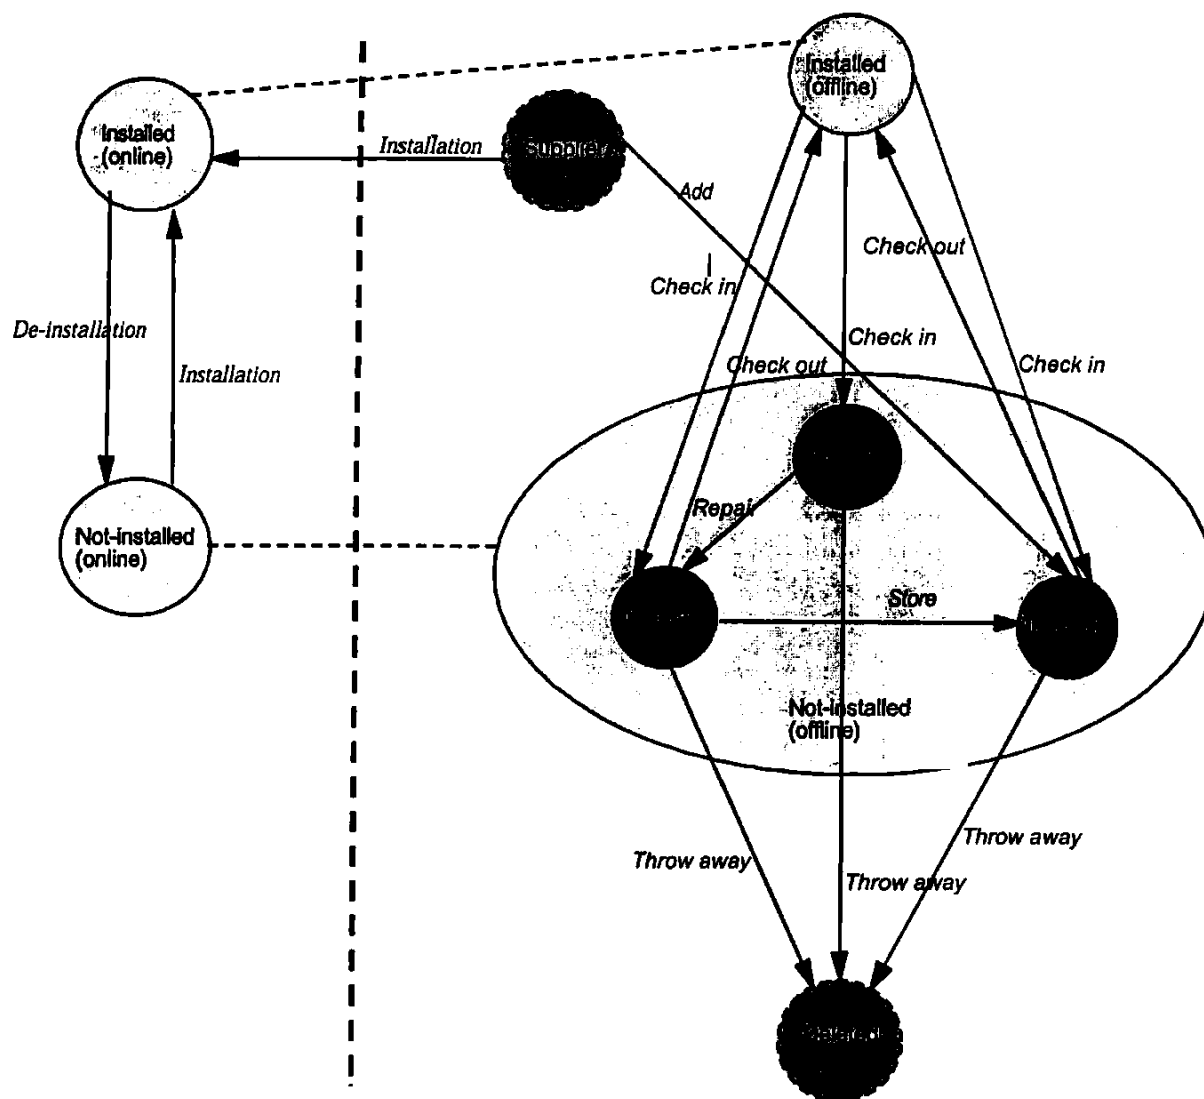 Installed
(offline)
Installed
(online)
Installation
Supplier
Add
Check out
Check in
De-installation
Installation
Check in
Check out
Check in
Repair
Not-installed
(online)
Store
Not-installed
(offline)
Throw away
Throw away
Throw away